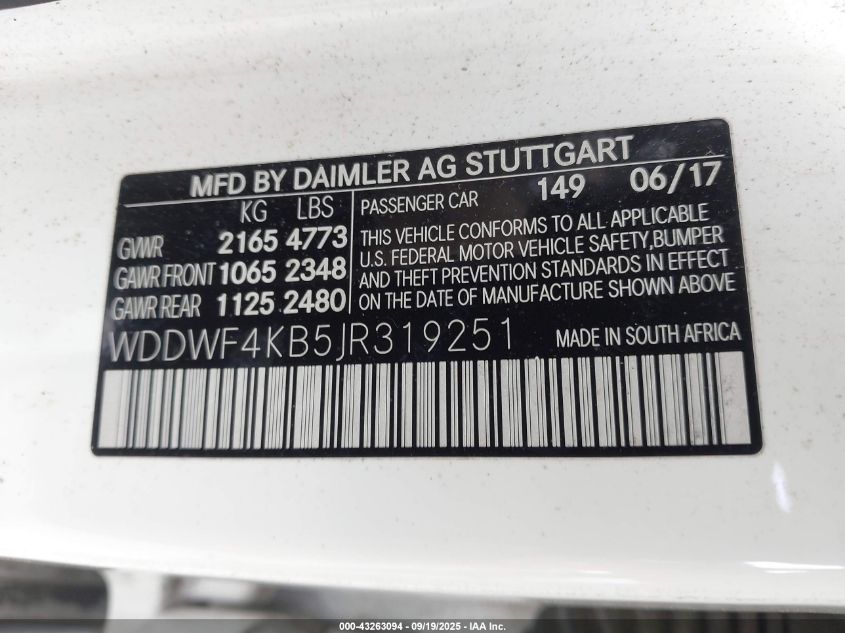 MFD BY DAIMLER AG STUTTGART
KG LBS
GVWR 2165 4773
GAWR FRONT 1065 2348
GAWR REAR 1125 2480
PASSENGER CAR 149 06/17
THIS VEHICLE CONFORMS TO ALL APPLICABLE
U.S. FEDERAL MOTOR VEHICLE SAFETY,BUMPER
AND THEFT PREVENTION STANDARDS IN EFFECT
ON THE DATE OF MANUFACTURE SHOWN ABOVE
WDDWF4KB5JR319251 MADE IN SOUTH AFRICA
000-43263094 - 09/19/2025 - IAA Inc.